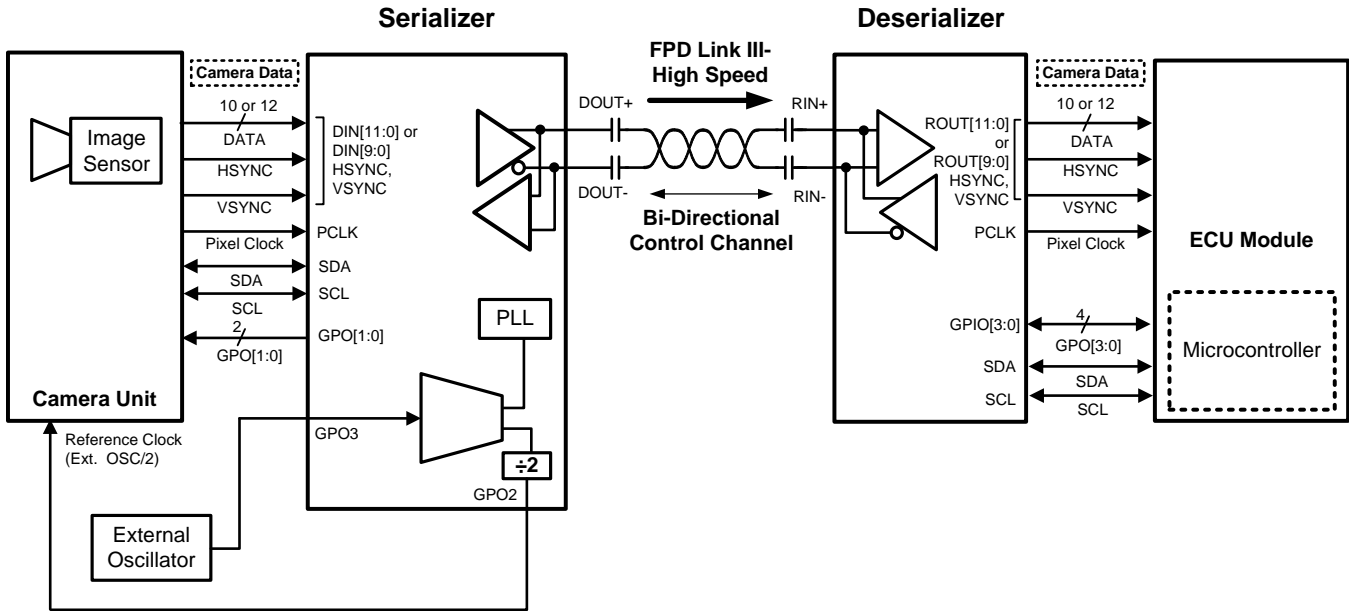 Serializer
Deserializer
FPD Link III-
High Speed
Camera Data
10 or 12
DATA
HSYNC
VSYNC
Pixel Clock
SDA
SCL
2
GPO[1:0]
Image
Sensor
Camera Unit
DIN[11:0] or
DIN[9:0]
HSYNC,
VSYNC
PCLK
SDA
SCL
GPO[1:0]
PLL
GPO3
÷2
GPO2
Reference Clock
(Ext. OSC/2)
External
Oscillator
DOUT+
DOUT-
RIN+
RIN-
Bi-Directional
Control Channel
ROUT[11:0]
or
ROUT[9:0]
HSYNC,
VSYNC
PCLK
GPIO[3:0]
SDA
SCL
Camera Data
10 or 12
DATA
HSYNC
VSYNC
Pixel Clock
4
GPO[3:0]
SDA
SCL
ECU Module
Microcontroller